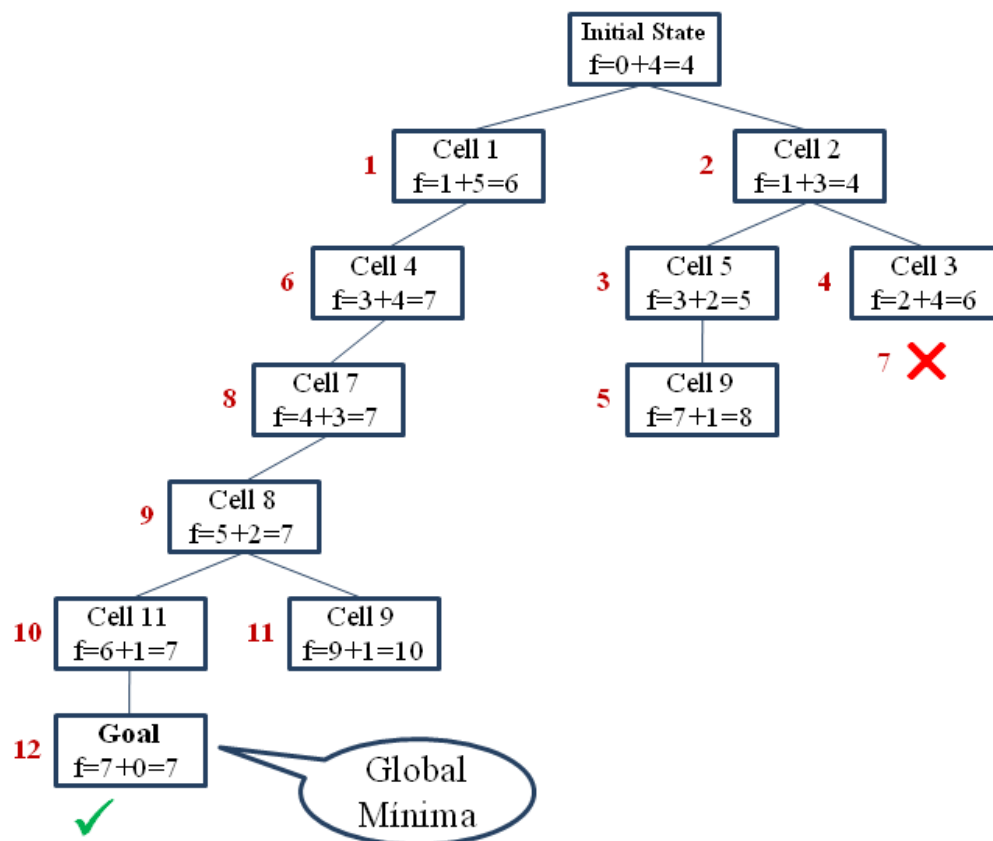 Initial State
f=0+4=4
1
Cell 1
f=1+5=6
2
Cell 2
f=1+3=4
6
Cell 4
f=3+4=7
3
Cell 5
f=3+2=5
4
Cell 3
f=2+4=6
7
8
Cell 7
f=4+3=7
5
Cell 9
f=7+1=8
9
Cell 8
f=5+2=7
10
Cell 11
f=6+1=7
11
Cell 9
f=9+1=10
12
Goal
f=7+0=7
Global
Mínima